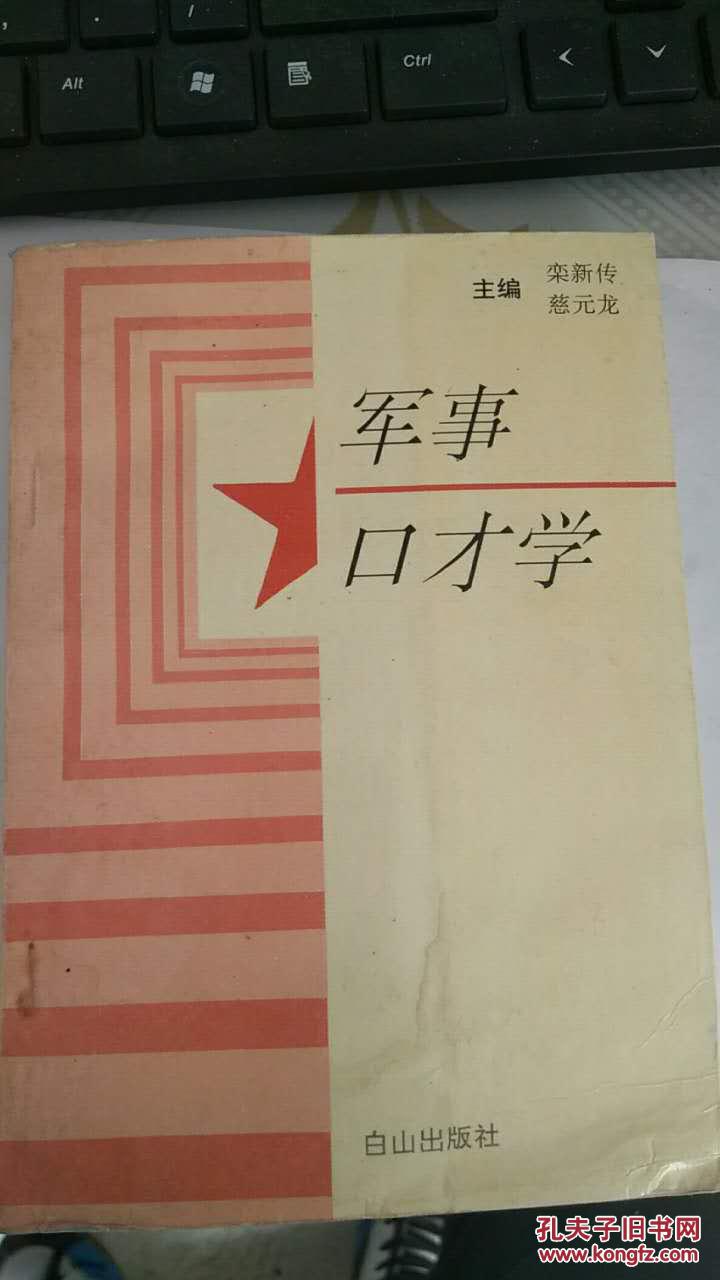 Alt
Ctrl
主编
栾新传
慈元龙
军事
口才学
白山出版社
孔夫子旧书网
www.kongfz.com